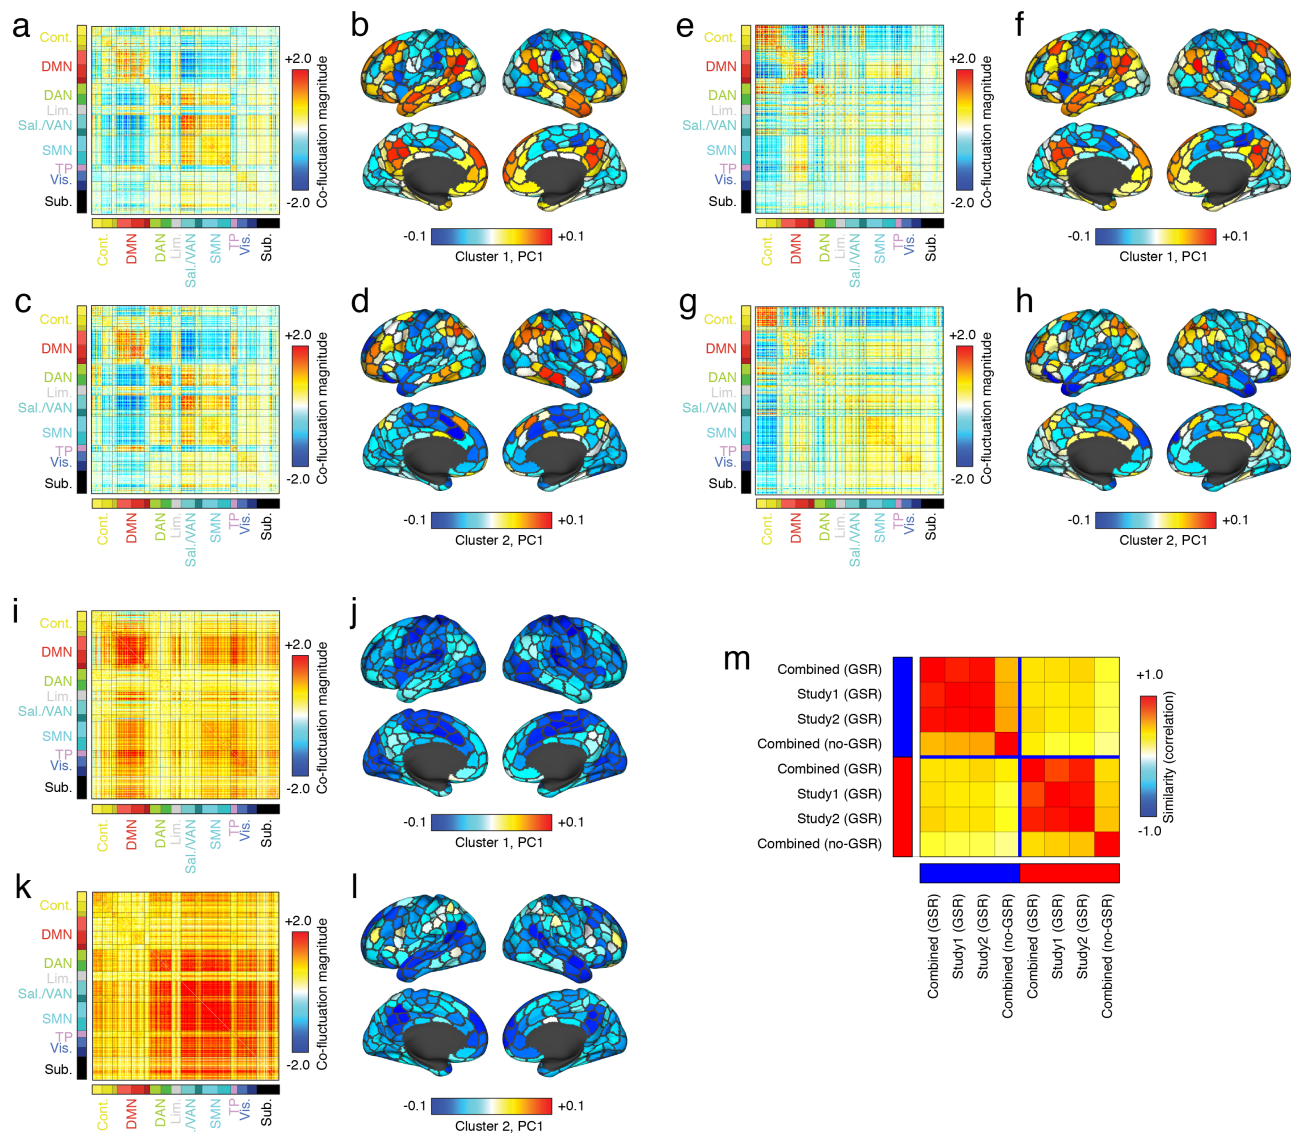 a
Cont.
DMN
DAN
Lim.
Sal./VAN
SMN
TP
Vis.
Sub.
Cont.
DMN
DAN
Lim.
Sal./VAN
SMN
TP
Vis.
Sub.
+2.0
-2.0
Co-fluctuation magnitude
b
-0.1
+0.1
Cluster 1, PC1
e
Cont.
DMN
DAN
Lim.
Sal./VAN
SMN
TP
Vis.
Sub.
Cont.
DMN
DAN
Lim.
Sal./VAN
SMN
TP
Vis.
Sub.
+2.0
-2.0
Co-fluctuation magnitude
f
-0.1
+0.1
Cluster 1, PC1
c
Cont.
DMN
DAN
Lim.
Sal./VAN
SMN
TP
Vis.
Sub.
Cont.
DMN
DAN
Lim.
Sal./VAN
SMN
TP
Vis.
Sub.
+2.0
-2.0
Co-fluctuation magnitude
d
-0.1
+0.1
Cluster 2, PC1
g
Cont.
DMN
DAN
Lim.
Sal./VAN
SMN
TP
Vis.
Sub.
Cont.
DMN
DAN
Lim.
Sal./VAN
SMN
TP
Vis.
Sub.
+2.0
-2.0
Co-fluctuation magnitude
h
-0.1
+0.1
Cluster 2, PC1
i
Cont.
DMN
DAN
Lim.
Sal./VAN
SMN
TP
Vis.
Sub.
Cont.
DMN
DAN
Lim.
Sal./VAN
SMN
TP
Vis.
Sub.
+2.0
-2.0
Co-fluctuation magnitude
j
-0.1
+0.1
Cluster 1, PC1
k
Cont.
DMN
DAN
Lim.
Sal./VAN
SMN
TP
Vis.
Sub.
Cont.
DMN
DAN
Lim.
./VAN
SMN
TP
Vis.
Sub.
+2.0
-2.0
Co-fluctuation magnitude
l
-0.1
+0.1
Cluster 2, PC1
m
Combined (GSR)
Study1 (GSR)
Study2 (GSR)
Combined (no-GSR)
Combined (GSR)
Study1 (GSR)
Study2 (GSR)
Combined (no-GSR)
Combined (GSR)
Study1 (GSR)
Study2 (GSR)
Combined (no-GSR)
Combined (GSR)
Study1 (GSR)
Study2 (GSR)
Combined (no-GSR)
+1.0
-1.0
Similarity (correlation)